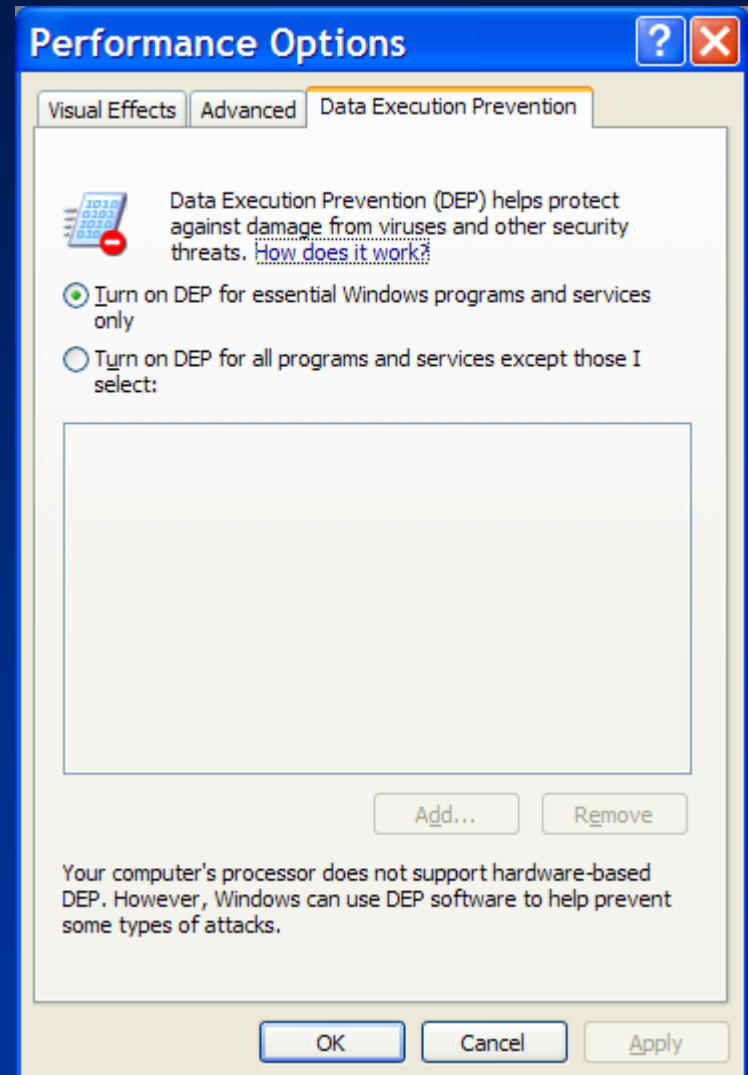 Performance Options
Visual Effects Advanced Data Execution Prevention
Data Execution Prevention (DEP) helps protect
against damage from viruses and other security
threats. How does it work?
Turn on DEP for essential Windows programs and services
only
Turn on DEP for all programs and services except those I
select:
Add... Remove
Your computer's processor does not support hardware-based
DEP. However, Windows can use DEP software to help prevent
some types of attacks.
OK Cancel Apply